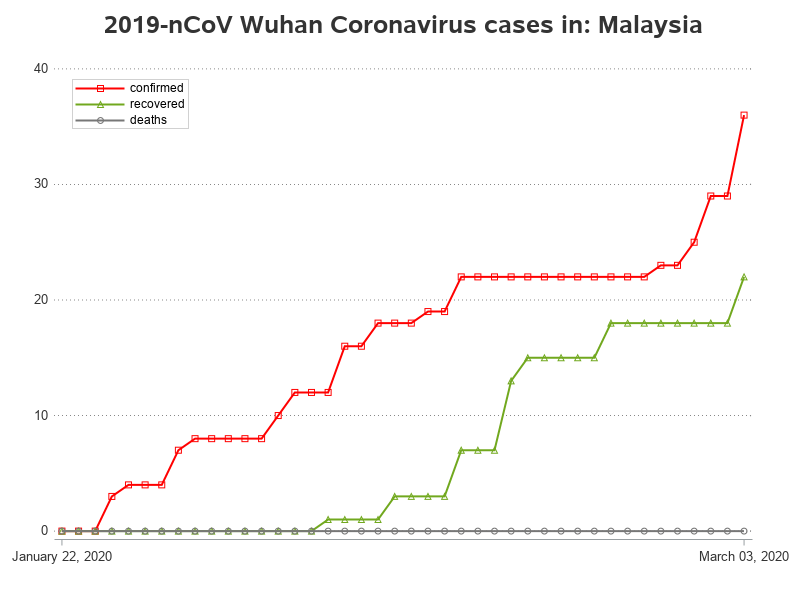 2019-nCoV Wuhan Coronavirus cases in: Malaysia
40
confirmed
recovered
deaths
30
20
10
0
January 22, 2020
March 03, 2020